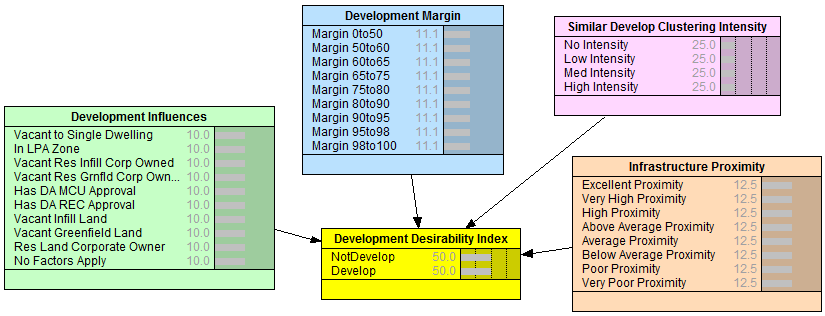 Development Margin
Margin 0to50 11.1
Margin 50to60 11.1
Margin 60to65 11.1
Margin 65to75 11.1
Margin 75to80 11.1
Margin 80to90 11.1
Margin 90to95 11.1
Margin 95to98 11.1
Margin 98to100 11.1
Similar Develop Clustering Intensity
No Intensity 25.0
Low Intensity 25.0
Med Intensity 25.0
High Intensity 25.0
Development Influences
Vacant to Single Dwelling 10.0
In LPA Zone 10.0
Vacant Res Infill Corp Owned 10.0
Vacant Res Grnfld Corp Own... 10.0
Has DA MCU Approval 10.0
Has DA REC Approval 10.0
Vacant Infill Land 10.0
Vacant Greenfield Land 10.0
Res Land Corporate Owner 10.0
No Factors Apply 10.0
Infrastructure Proximity
Excellent Proximity 12.5
Very High Proximity 12.5
High Proximity 12.5
Above Average Proximity 12.5
Average Proximity 12.5
Below Average Proximity 12.5
Poor Proximity 12.5
Very Poor Proximity 12.5
Development Desirability Index
NotDevelop 50.0
Develop 50.0